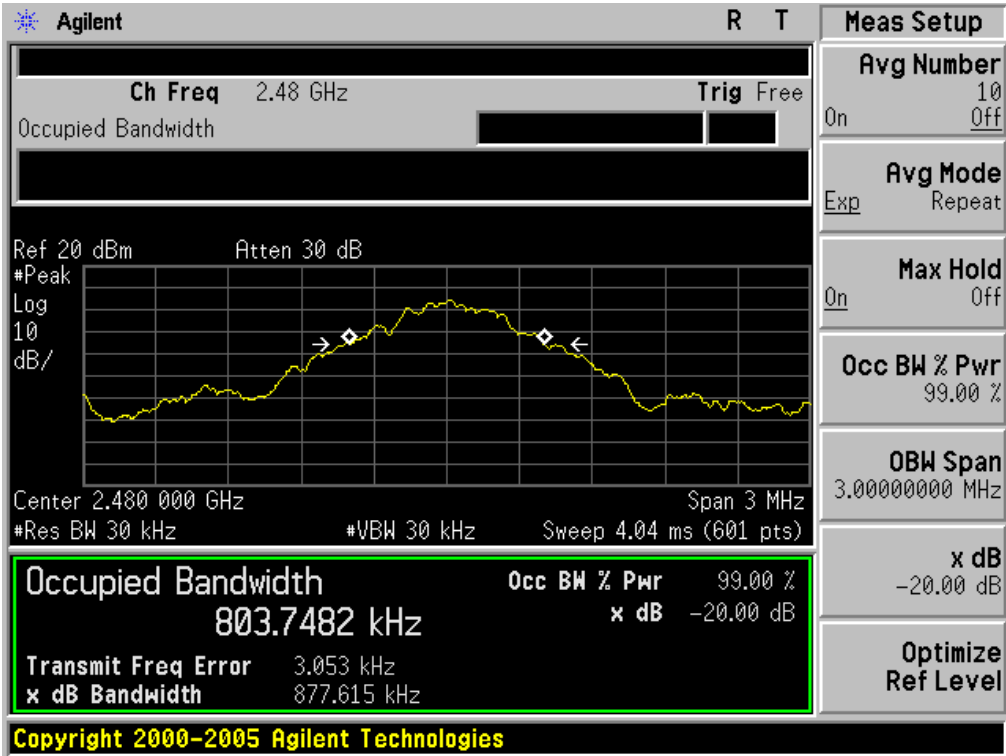 Agilent R T
Ch Freq 2.48 GHz Trig Free
Occupied Bandwidth
Ref 20 dBm Atten 30 dB
#Peak
Log
10
dB/
Center 2.480 000 GHz Span 3 MHz
#Res BW 30 kHz #VBW 30 kHz Sweep 4.04 ms (601 pts)
Occupied Bandwidth Occ BW % Pwr 99.00 %
803.7482 kHz x dB -20.00 dB
Transmit Freq Error 3.053 kHz
x dB Bandwidth 877.615 kHz
Copyright 2000-2005 Agilent Technologies
Meas Setup
Avg Number
10
On Off
Avg Mode
Exp Repeat
Max Hold
On Off
Occ BW % Pwr
99.00 %
OBW Span
3.00000000 MHz
x dB
-20.00 dB
Optimize
Ref Level